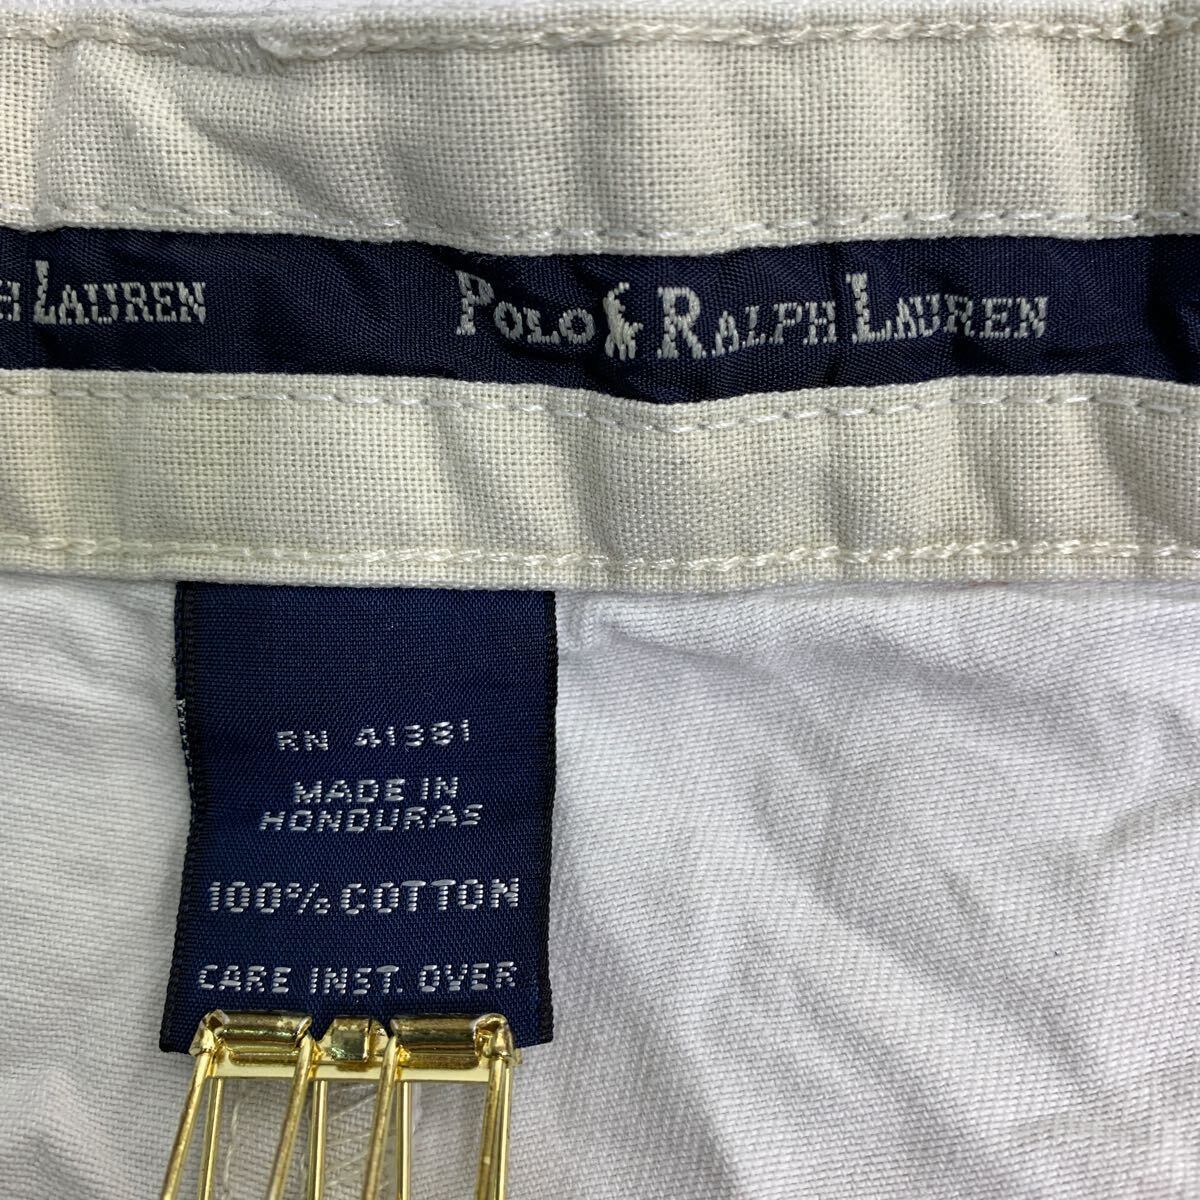 H LAUREN
POLO RALPH LAUREN
RN 41381
MADE IN
HONDURAS
100% COTTON
CARE INST. OVER